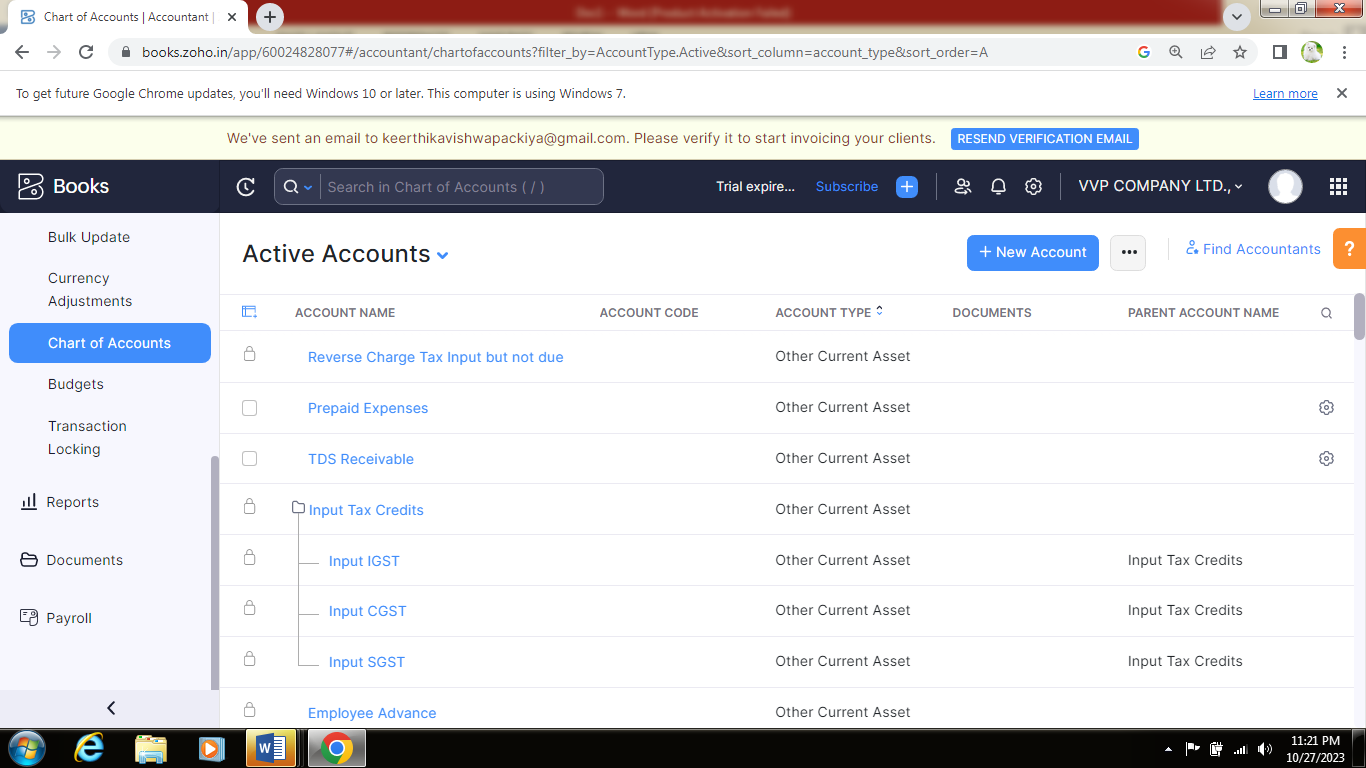 Doc1 - Word (Product Activation Failed)
Chart of Accounts | Accountant |
books.zoho.in/app/60024828077#/accountant/chartofaccounts?filter_by=AccountType.Active&sort_column=account_type&sort_order=A
To get future Google Chrome updates, you'll need Windows 10 or later. This computer is using Windows 7. Learn more
We've sent an email to keerthikavishwapackiya@gmail.com. Please verify it to start invoicing your clients. RESEND VERIFICATION EMAIL
Books Search in Chart of Accounts ( / ) Trial expire... Subscribe VVP COMPANY LTD.,
Bulk Update
Currency
Adjustments
Chart of Accounts
Budgets
Transaction
Locking
Reports
Documents
Payroll
Active Accounts + New Account Find Accountants ?
ACCOUNT NAME ACCOUNT CODE ACCOUNT TYPE DOCUMENTS PARENT ACCOUNT NAME
Reverse Charge Tax Input but not due Other Current Asset
Prepaid Expenses Other Current Asset
TDS Receivable Other Current Asset
Input Tax Credits Other Current Asset
Input IGST Other Current Asset Input Tax Credits
Input CGST Other Current Asset Input Tax Credits
Input SGST Other Current Asset Input Tax Credits
Employee Advance Other Current Asset
11:21 PM
10/27/2023